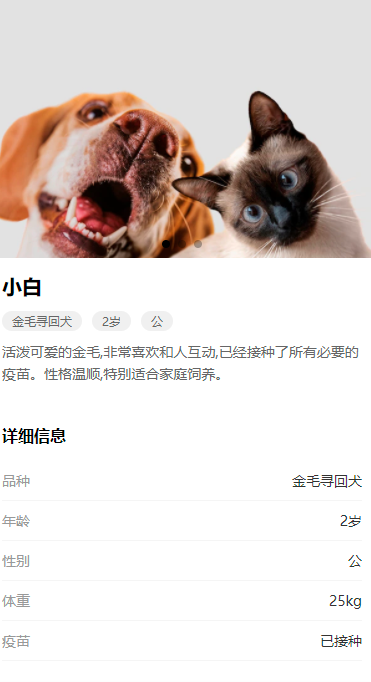 小白
金毛寻回犬 2岁 公
活泼可爱的金毛,非常喜欢和人互动,已经接种了所有必要的
疫苗。性格温顺,特别适合家庭饲养。
详细信息
品种 金毛寻回犬
年龄 2岁
性别 公
体重 25kg
疫苗 已接种